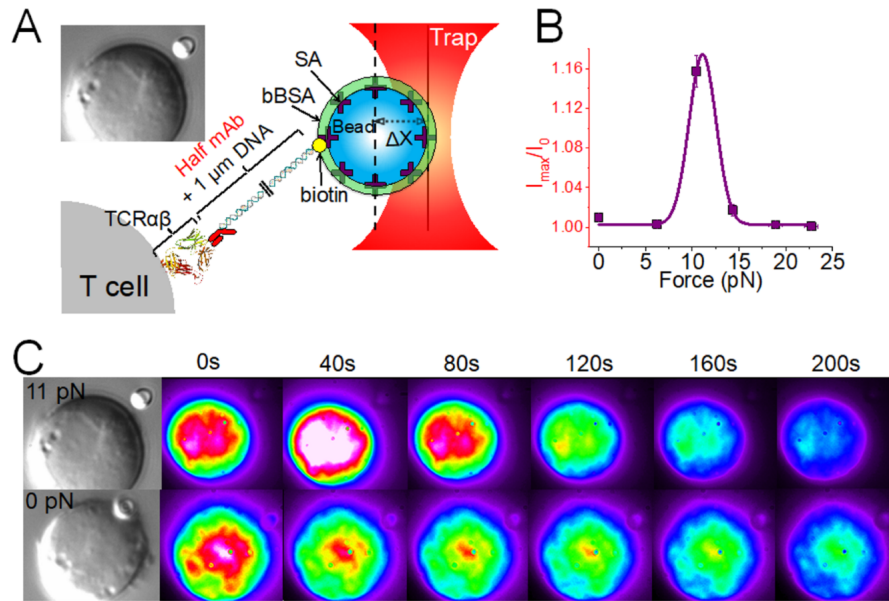 A
Trap
SA
bBSA
Bead
ΔX
Half mAb
+ 1 μm DNA
biotin
TCRαβ
T cell
B
Imax/I0
1.16
1.12
1.08
1.04
1.00
0 5 10 15 20 25
Force (pN)
C
0s 40s 80s 120s 160s 200s
11 pN
0 pN